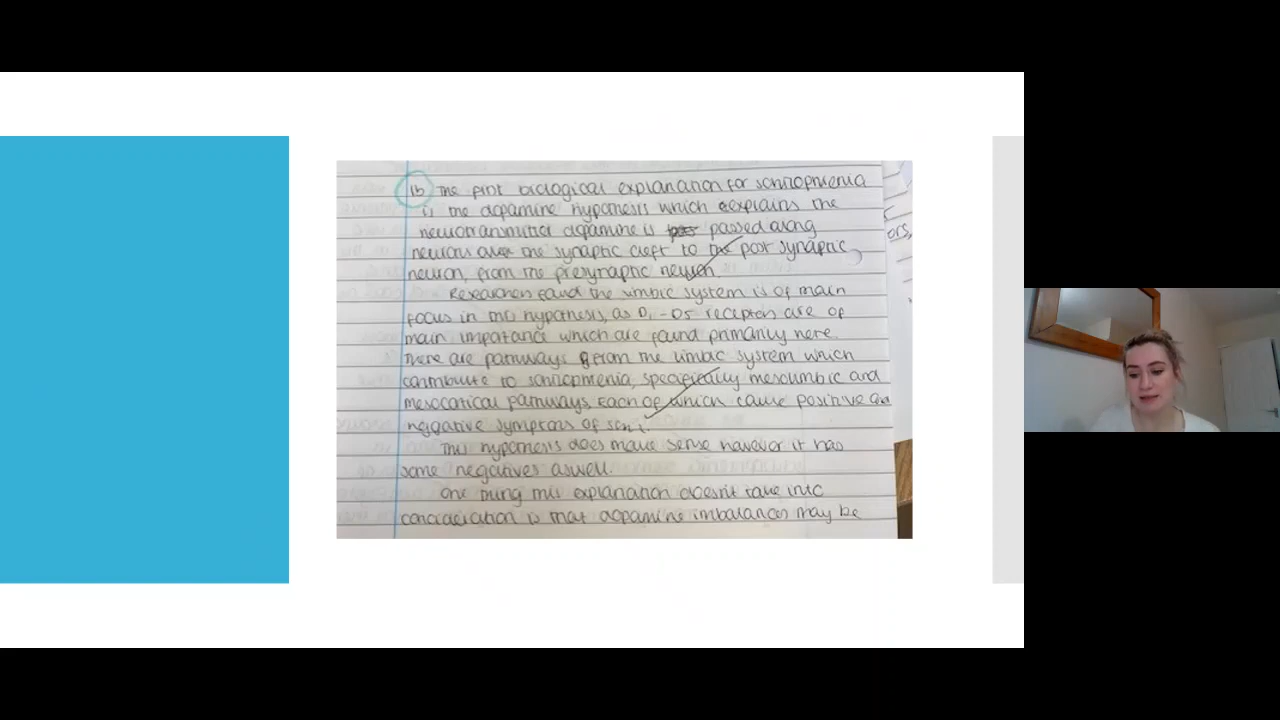 1b The first biological explanation for schizophrenia
is the dopamine hypothesis which explains the
neurotransmitter dopamine is passed along
neurons over the synaptic cleft to the post synaptic
neuron, from the presynaptic neuron.
Researchers found the limbic system is of main
focus in this hypothesis, as D1-D5 receptors are of
main importance which are found primarily here.
There are pathways from the limbic system which
contribute to schizophrenia, specifically mesolimbic and
mesocortical pathways. Each of which cause positive and
neggative symptoms of
This hypothesis does make sense however it has
some negatives aswell.
One thing this explanation doesn't take into
consideration is that dopamine imbalances may be
ors,